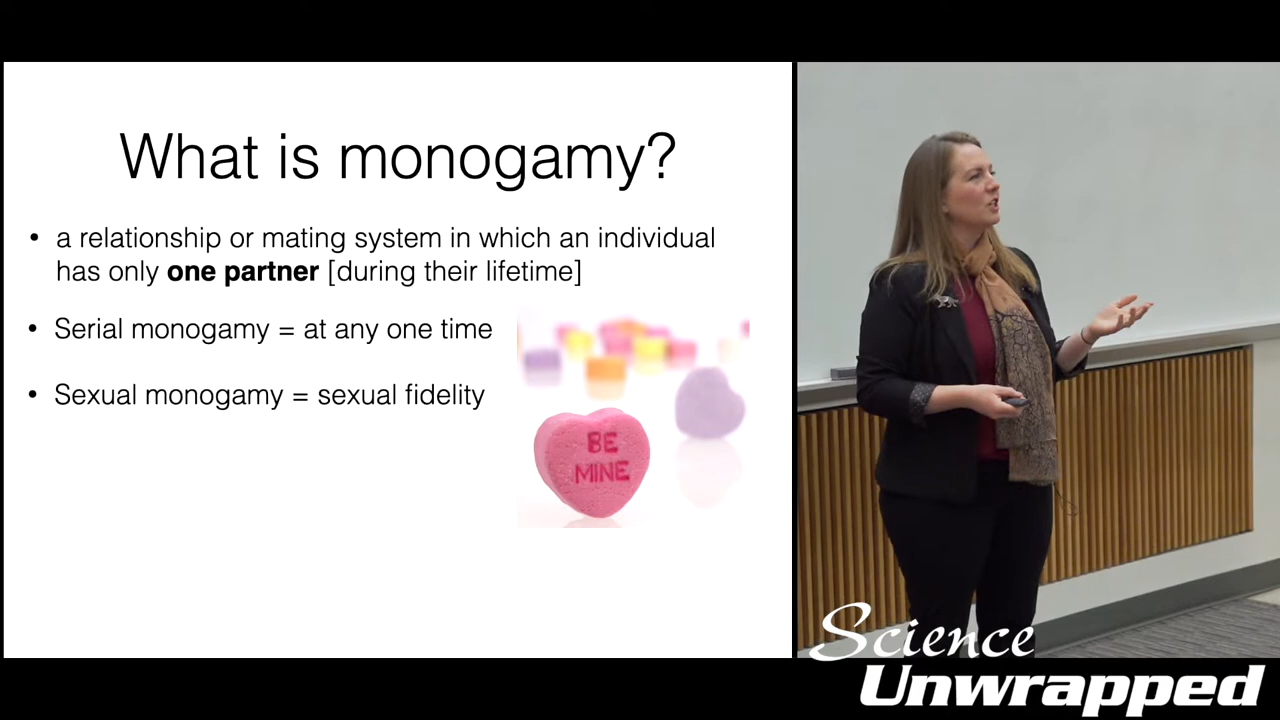 What is monogamy?
• a relationship or mating system in which an individual
has only one partner [during their lifetime]
• Serial monogamy = at any one time
• Sexual monogamy = sexual fidelity
BE
MINE
Science
Unwrapped